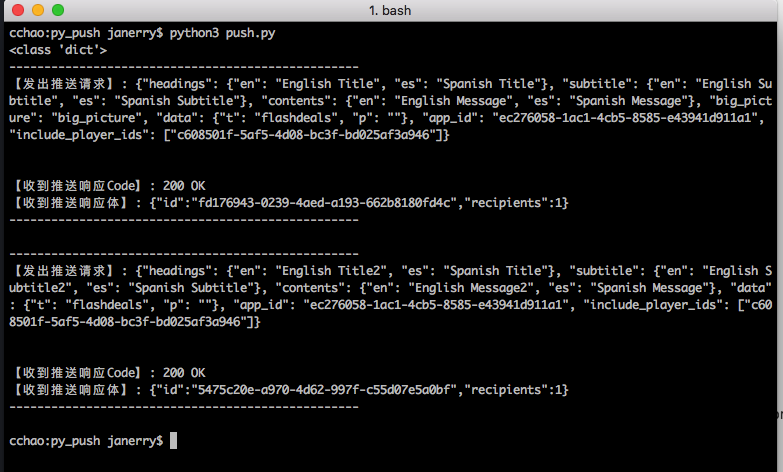 1. bash
cchao:py_push janerry$ python3 push.py
<class 'dict'>
--------------------------------------------------
【发出推送请求】: {"headings": {"en": "English Title", "es": "Spanish Title"}, "subtitle": {"en": "English Su
btitle", "es": "Spanish Subtitle"}, "contents": {"en": "English Message", "es": "Spanish Message"}, "big_pict
ure": "big_picture", "data": {"t": "flashdeals", "p": ""}, "app_id": "ec276058-1ac1-4cb5-8585-e43941d911a1",
"include_player_ids": ["c608501f-5af5-4d08-bc3f-bd025af3a946"]}
【收到推送响应Code】: 200 OK
【收到推送响应体】: {"id":"fd176943-0239-4aed-a193-662b8180fd4c","recipients":1}
--------------------------------------------------
--------------------------------------------------
【发出推送请求】: {"headings": {"en": "English Title2", "es": "Spanish Title"}, "subtitle": {"en": "English S
ubtitle2", "es": "Spanish Subtitle"}, "contents": {"en": "English Message2", "es": "Spanish Message"}, "data"
: {"t": "flashdeals", "p": ""}, "app_id": "ec276058-1ac1-4cb5-8585-e43941d911a1", "include_player_ids": ["c60
8501f-5af5-4d08-bc3f-bd025af3a946"]}
【收到推送响应Code】: 200 OK
【收到推送响应体】: {"id":"5475c20e-a970-4d62-997f-c55d07e5a0bf","recipients":1}
--------------------------------------------------
cchao:py_push janerry$